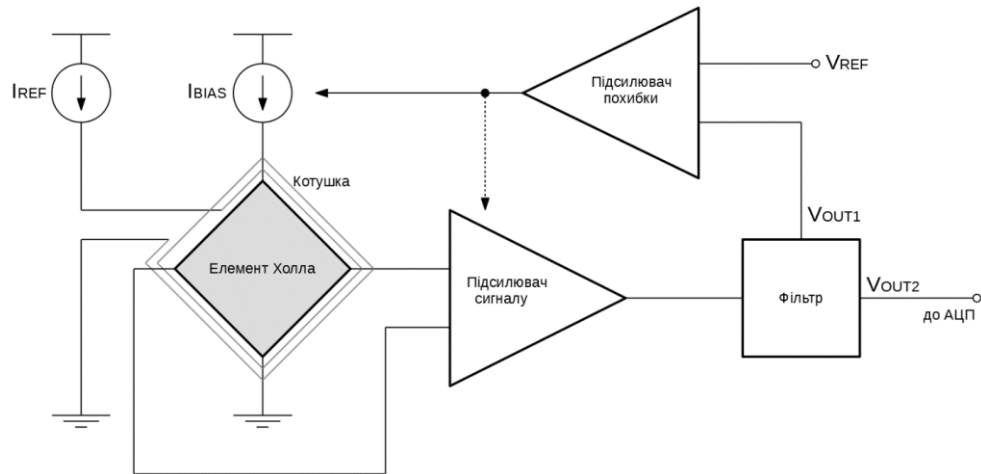 IREF
IBIAS
Підсилювач
похибки
VREF
Котушка
VOUT1
Елемент Холла
Підсилювач
сигналу
Фільтр
VOUT2
до АЦП